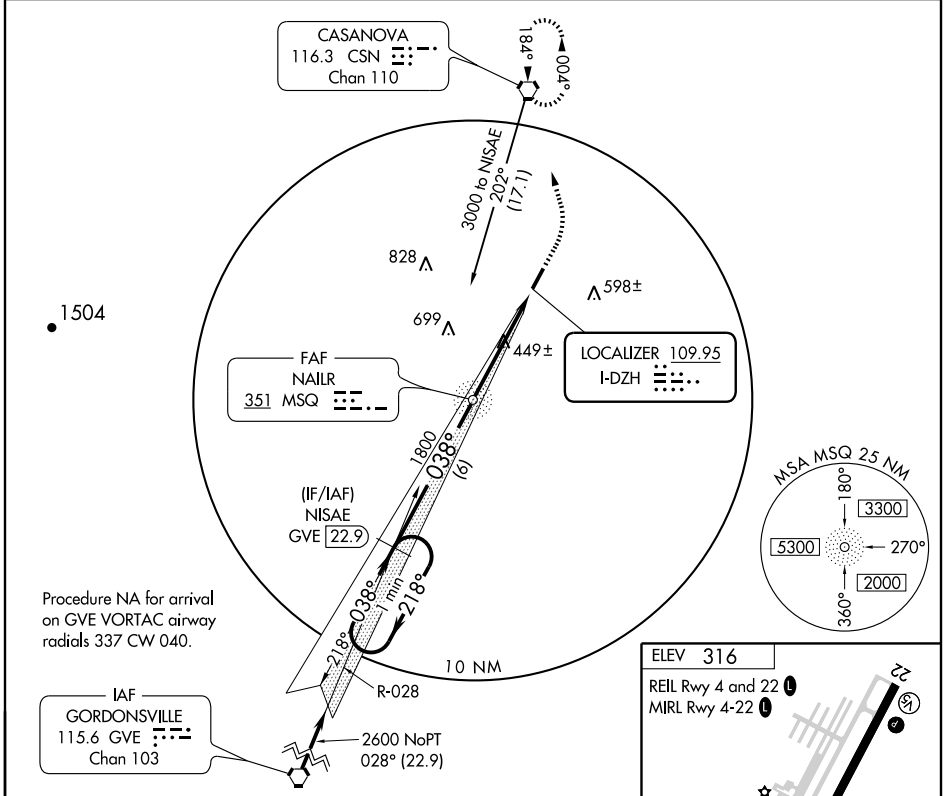 CASANOVA
116.3 CSN
Chan 110
184°
004°
3000 to NISAE
202°
(17.1)
828
598±
1504
699
449±
LOCALIZER 109.95
I-DZH
FAF
NAILR
351 MSQ
1800
038°
(6)
MSA MSQ 25 NM
180°
3300
5300
270°
2000
360°
(IF/IAF)
NISAE
GVE 22.9
038°
1 min
218°
218°
Procedure NA for arrival
on GVE VORTAC airway
radials 337 CW 040.
10 NM
R-028
IAF
GORDONSVILLE
115.6 GVE
Chan 103
2600 NoPT
028° (22.9)
ELEV 316
REIL Rwy 4 and 22 L
MIRL Rwy 4-22 L
22
V5
P